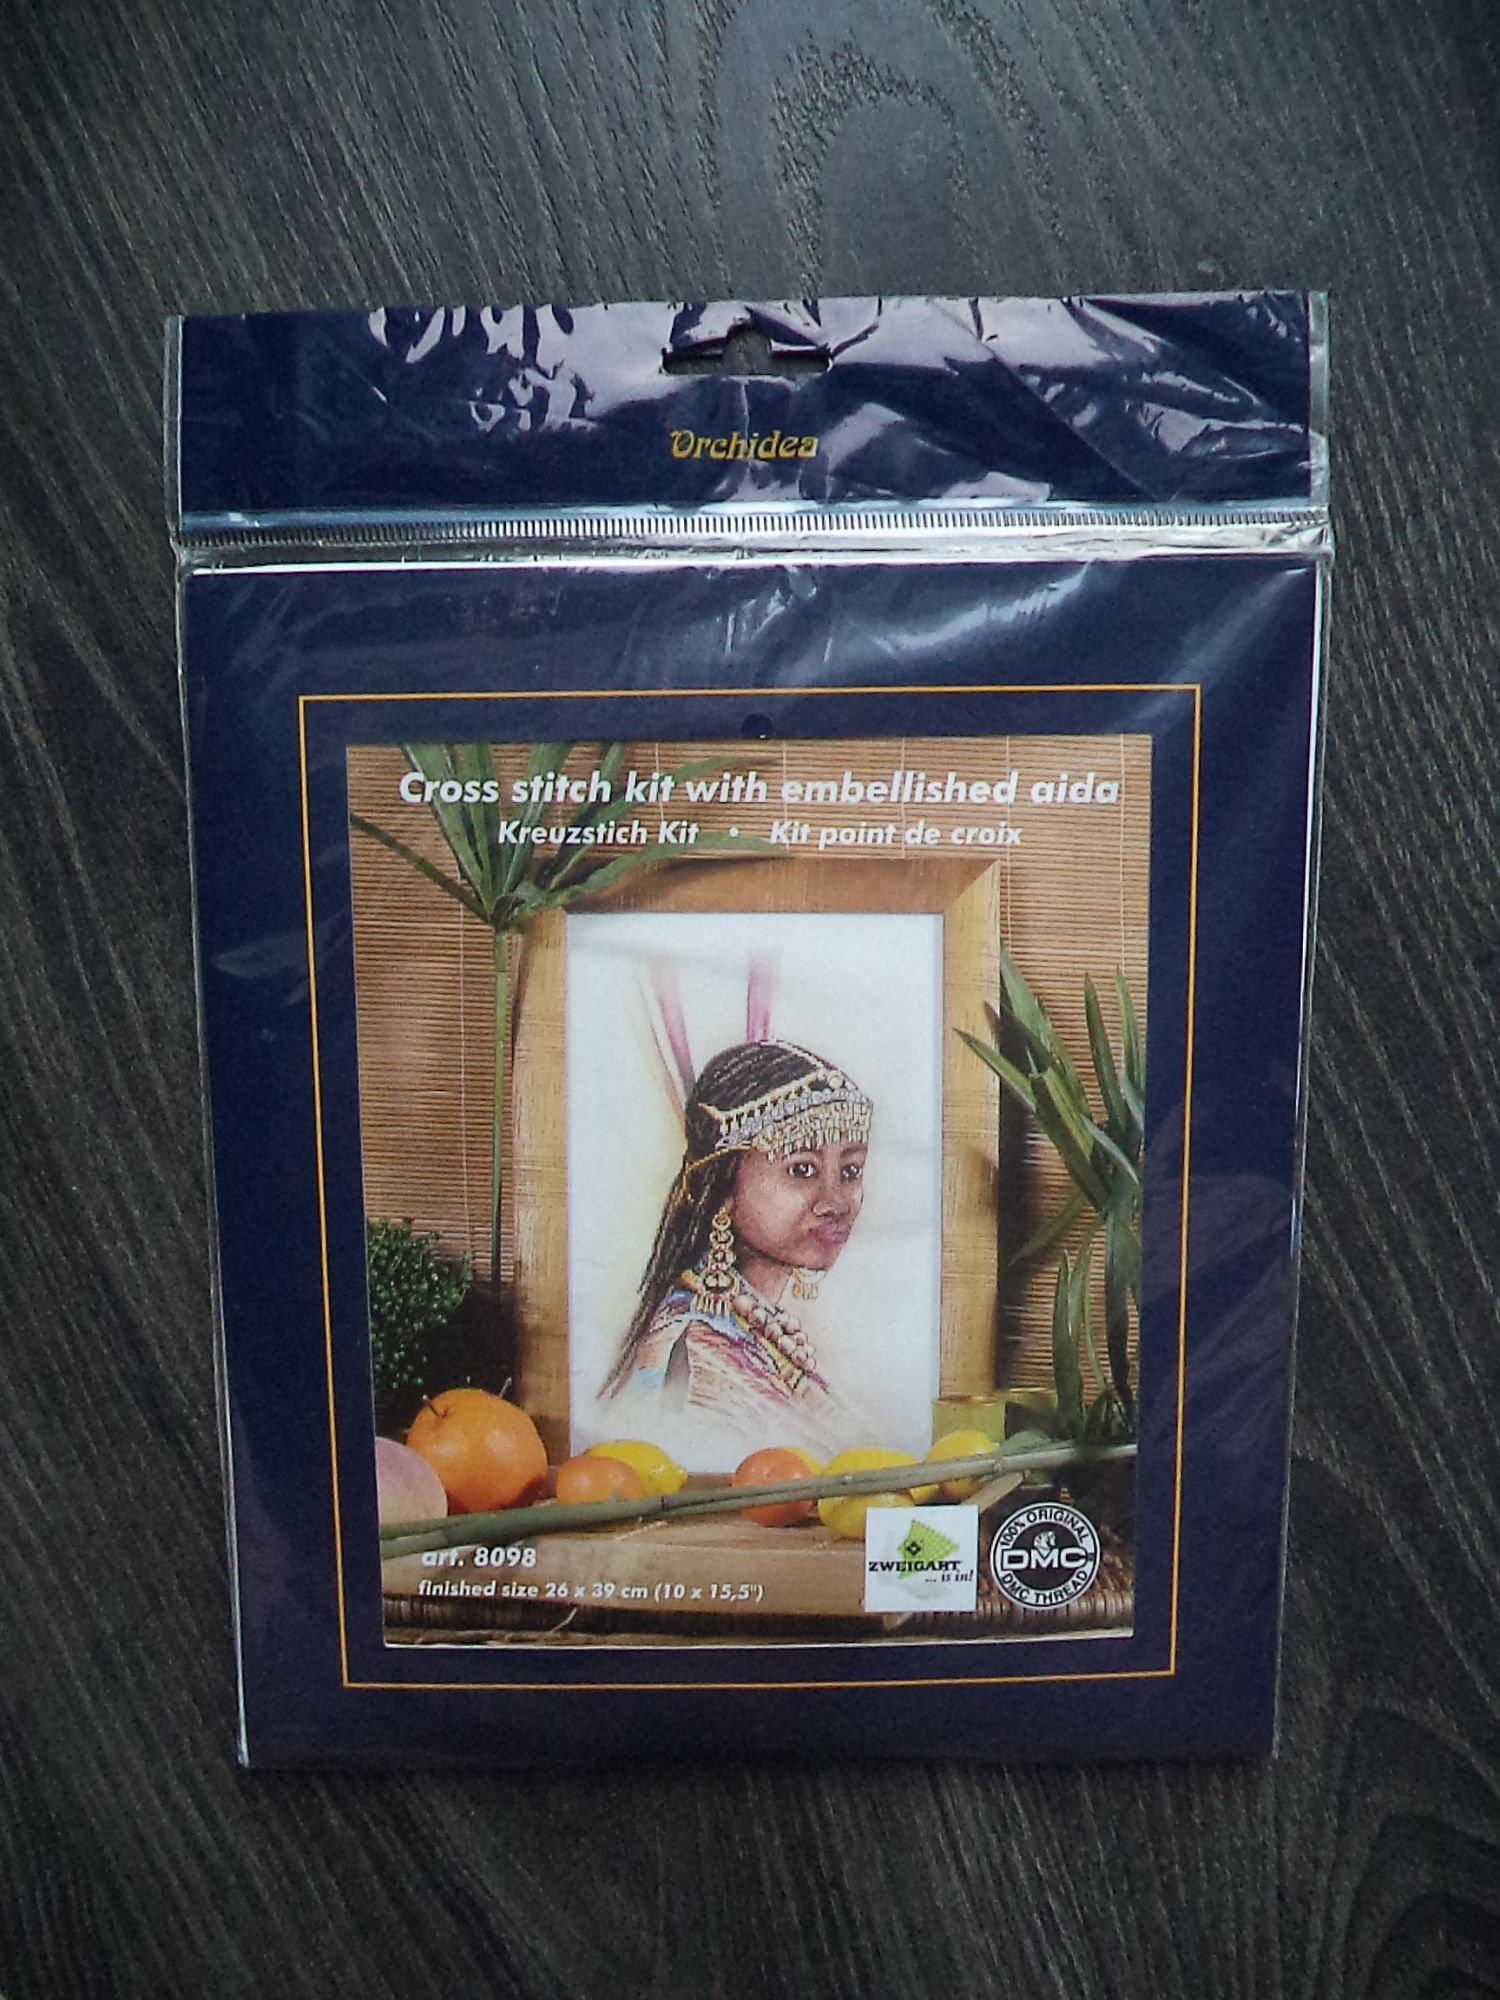 Orchidea
Cross stitch kit with embellished aida
Kreuzstich Kit • Kit point de croix
art. 8098
finished size 26 x 39 cm (10 x 15,5")
ZWEIGART
... is in!
100% ORIGINAL
DMC
DMC THREAD